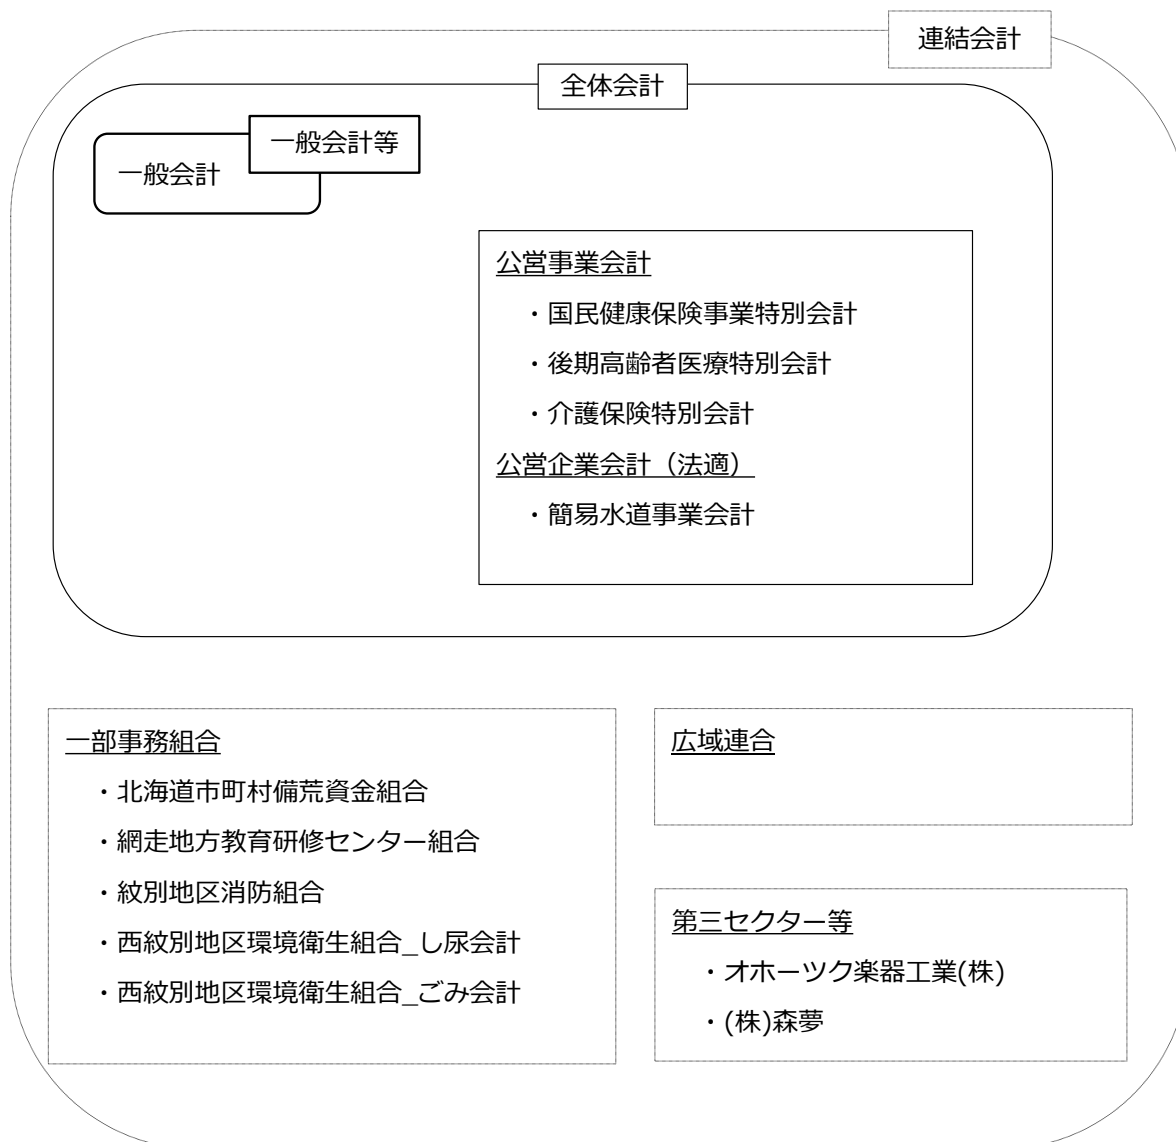 連結会計
全体会計
一般会計等
一般会計
公営事業会計
・国民健康保険事業特別会計
・後期高齢者医療特別会計
・介護保険特別会計
公営企業会計（法適）
・簡易水道事業会計
一部事務組合
・北海道市町村備荒資金組合
・網走地方教育研修センター組合
・紋別地区消防組合
・西紋別地区環境衛生組合_し尿会計
・西紋別地区環境衛生組合_ごみ会計
広域連合
第三セクター等
・オホーツク楽器工業(株)
・(株)森夢